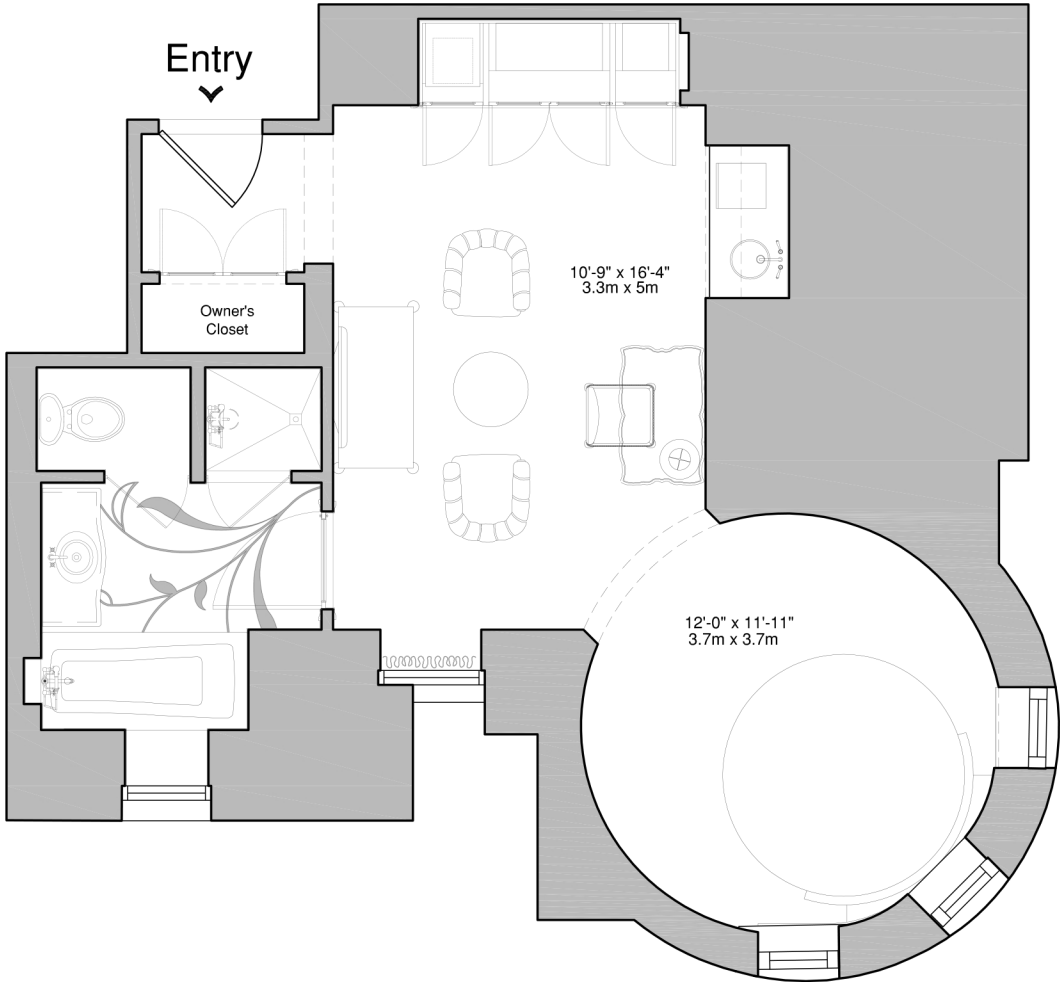 Entry
10'-9" x 16'-4"
3.3m x 5m
Owner's
Closet
12'-0" x 11'-11"
3.7m x 3.7m